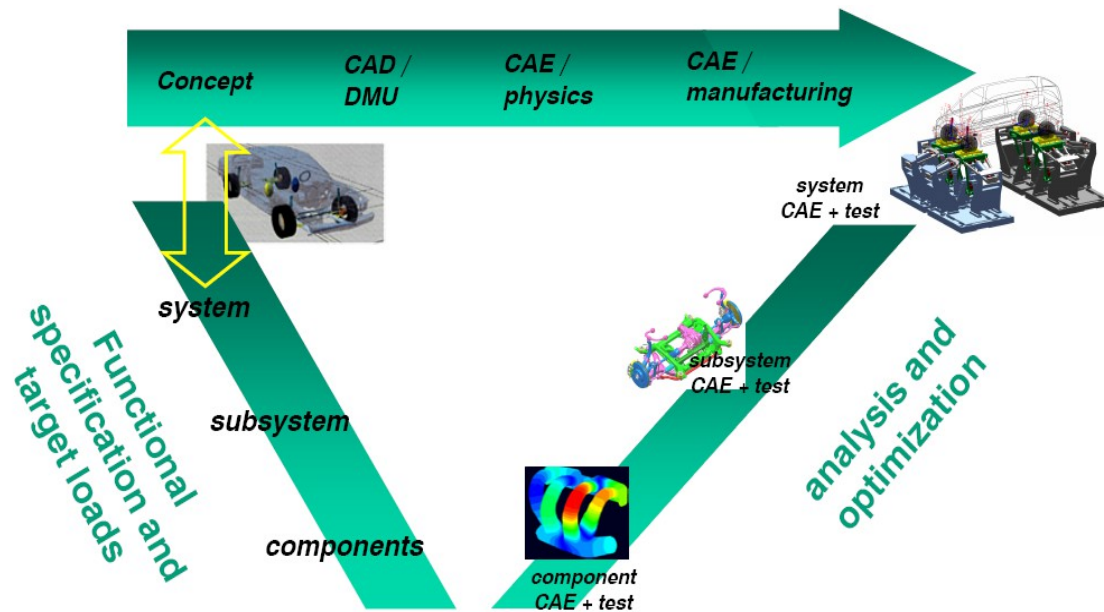 Concept
CAD /
DMU
CAE /
physics
CAE /
manufacturing
system
CAE + test
system
subsystem
CAE + test
subsystem
components
component
CAE + test
Functional
specification and
target loads
analysis and
optimization